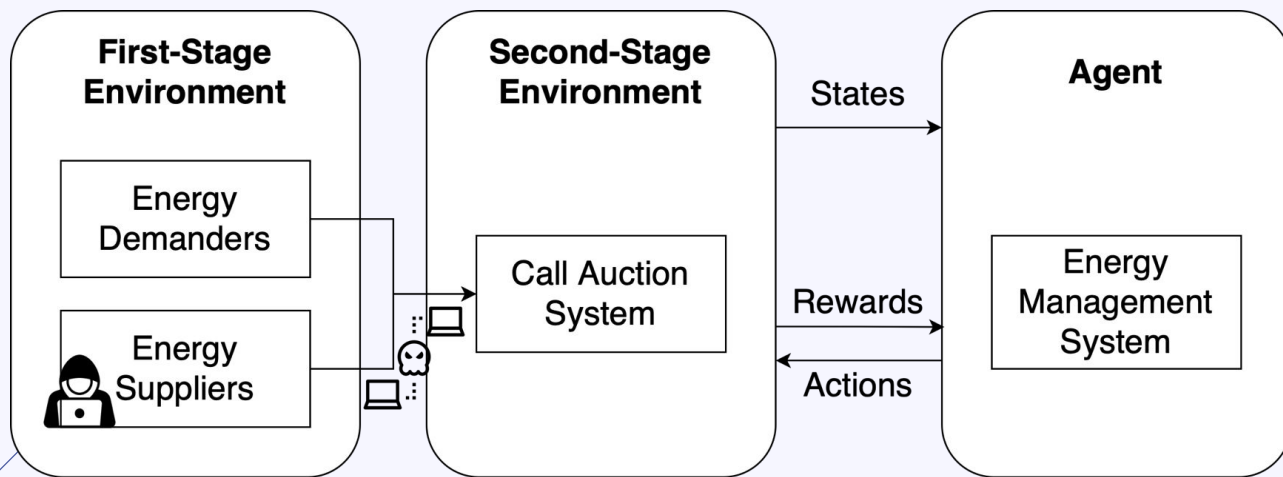 First-Stage
Environment
Energy
Demanders
Energy
Suppliers
Second-Stage
Environment
Call Auction
System
States
Rewards
Actions
Agent
Energy
Management
System